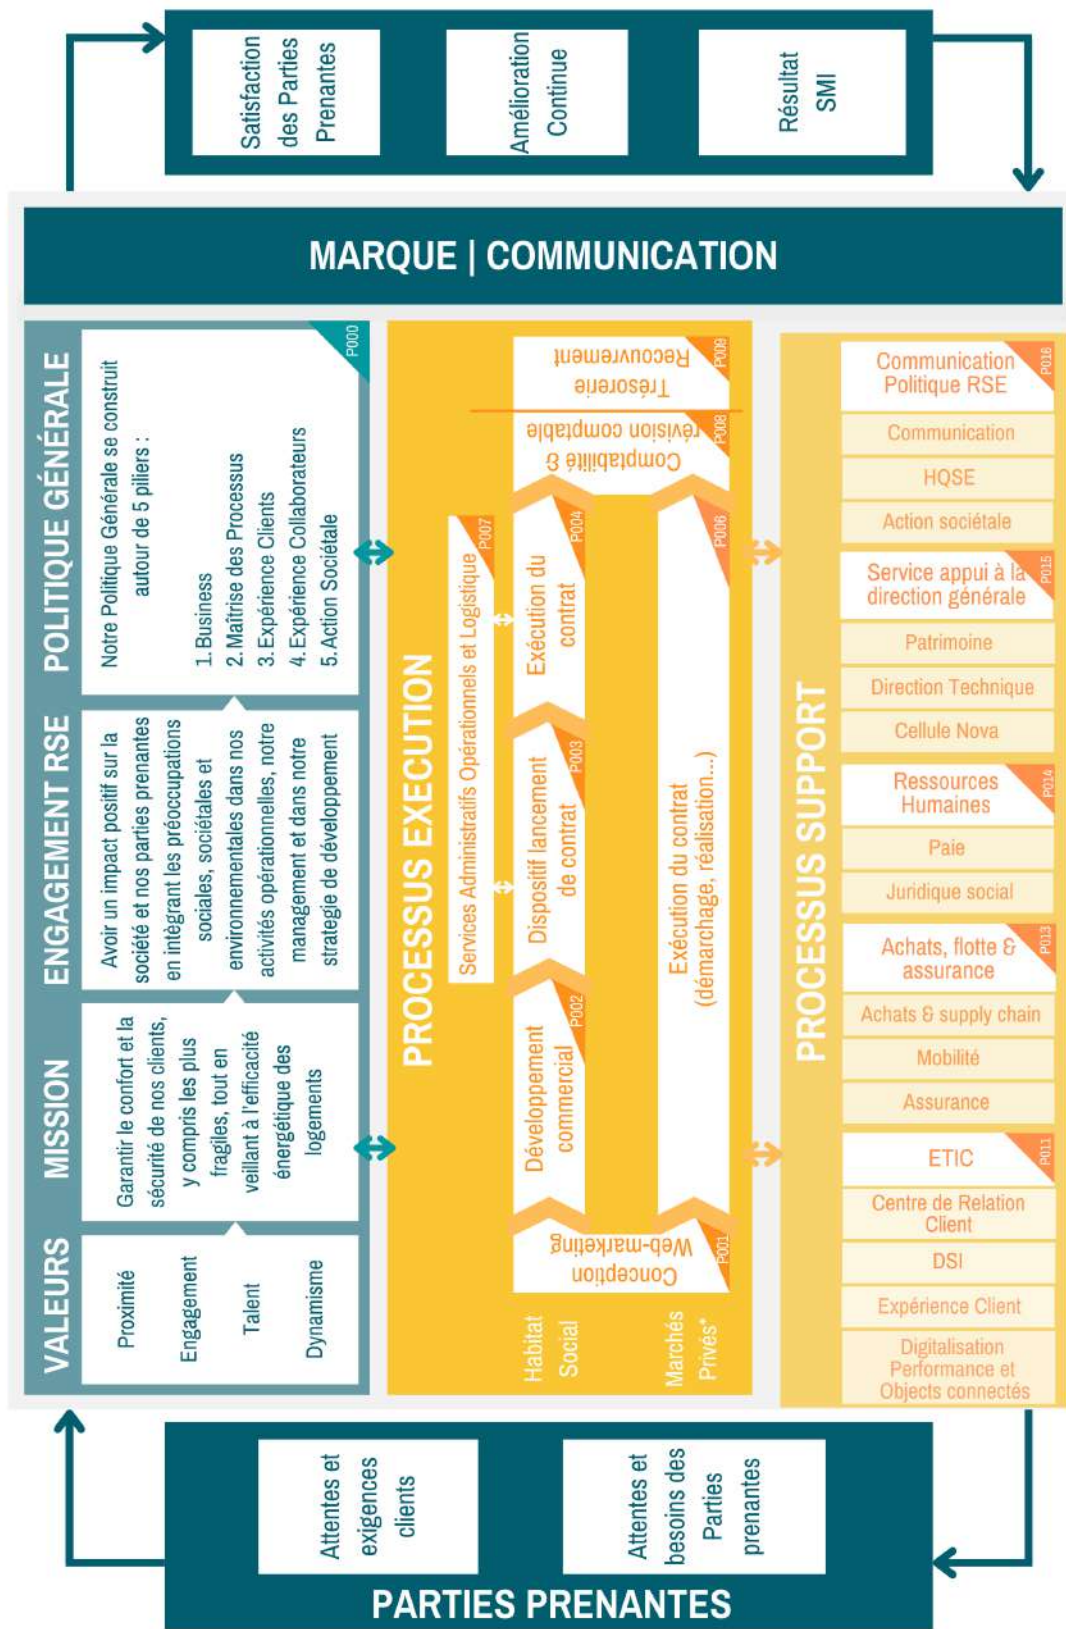 PARTIES PRENANTES
Attentes et
exigences
clients
Attentes et
besoins des
Parties
prenantes
VALEURS
Proximité
Engagement
Talent
Dynamisme
MISSION
Garantir le confort et la
sécurité de nos clients,
y compris les plus
fragiles, tout en
veillant à l'efficacité
énergétique des
logements
ENGAGEMENT RSE
Avoir un impact positif sur la
société et nos parties prenantes
en intégrant les préoccupations
sociales, sociétales et
environnementales dans nos
activités opérationnelles, notre
management et dans notre
strategie de développement
POLITIQUE GÉNÉRALE
Notre Politique Générale se construit
autour de 5 piliers :
1. Business
2. Maîtrise des Processus
3. Expérience Clients
4. Expérience Collaborateurs
5. Action Sociétale
P000
PROCESSUS EXECUTION
Services Administratifs Opérationnels et Logistique
P007
Habitat
Social
Marchés
Privés*
Conception
Web-marketing
P001
Développement
commercial
P002
Dispositif lancement
de contrat
P003
Exécution du
contrat
P004
Exécution du contrat
(démarchage, réalisation...)
P006
Comptabilité &
révision comptable
P008
Trésorerie
Recouvrement
P009
PROCESSUS SUPPORT
Digitalisation
Performance et
Objects connectés
Expérience Client
DSI
Centre de Relation
Client
ETIC
P011
Assurance
Mobilité
Achats & supply chain
Achats, flotte &
assurance
P013
Juridique social
Paie
Ressources
Humaines
P014
Cellule Nova
Direction Technique
Patrimoine
Service appui à la
direction générale
P015
Action sociétale
HQSE
Communication
Communication
Politique RSE
P016
MARQUE | COMMUNICATION
Satisfaction
des Parties
Prenantes
Amélioration
Continue
Résultat
SMI